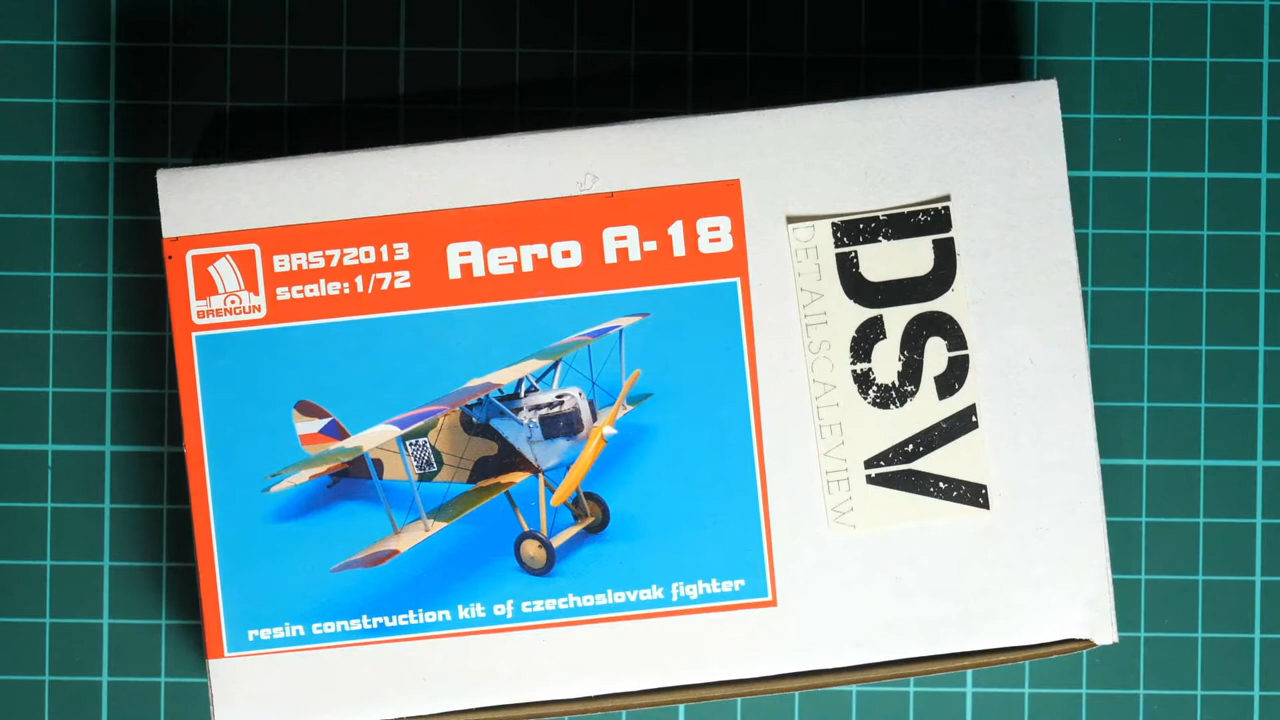 BRENGUN
BRS72013
scale:1/72
Aero A-18
resin construction kit of czechoslovak fighter
DSV
DETAILSCALEVIEW